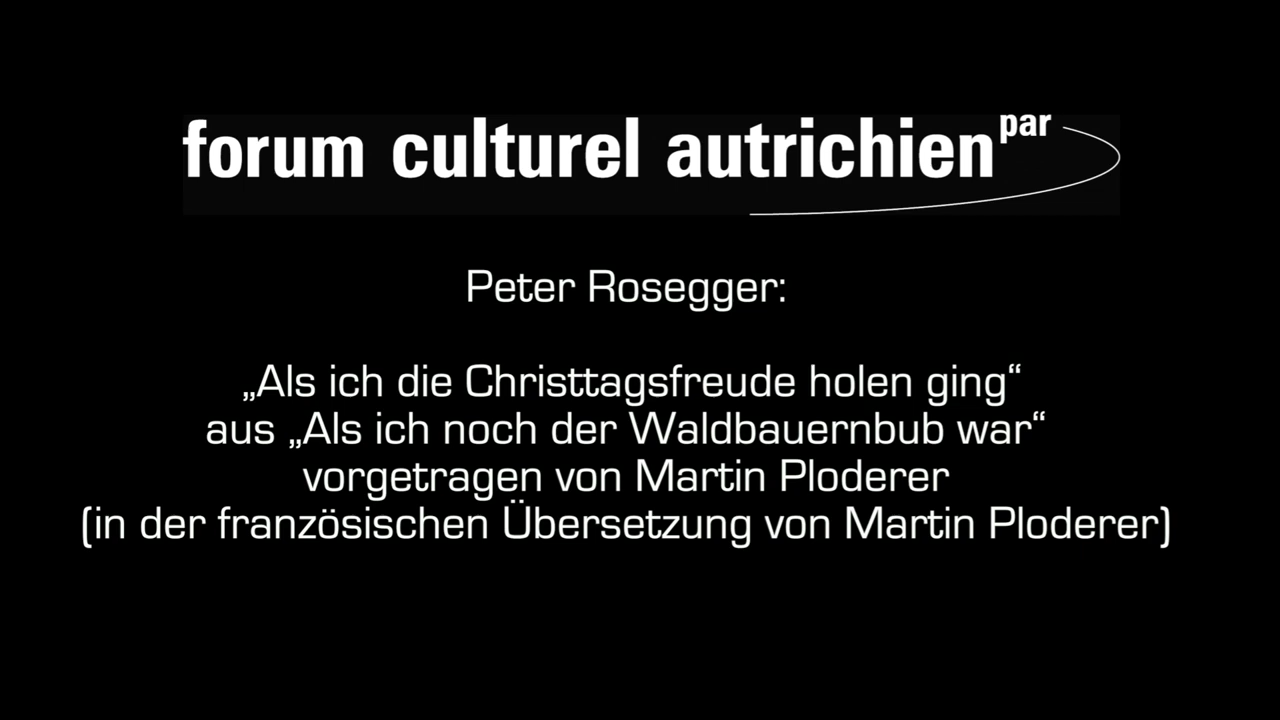 forum culturel autrichien par
Peter Rosegger:
„Als ich die Christtagsfreude holen ging“
aus „Als ich noch der Waldbauernbub war“
vorgetragen von Martin Ploderer
(in der französischen Übersetzung von Martin Ploderer)